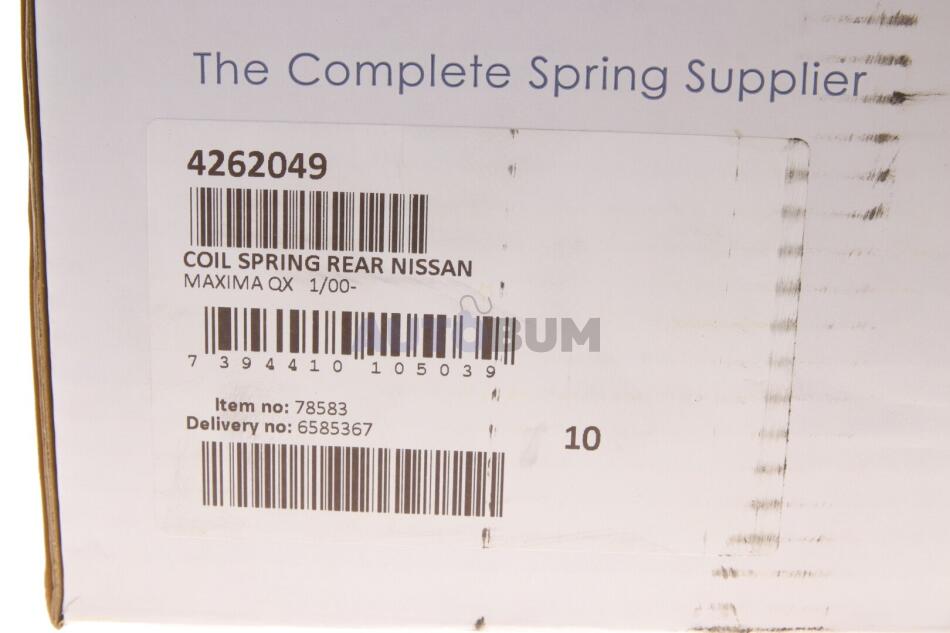 The Complete Spring Supplier
4262049
COIL SPRING REAR NISSAN
MAXIMA QX 1/00-
AUTOBUM
7 394410 105039
Item no: 78583
Delivery no: 6585367
10